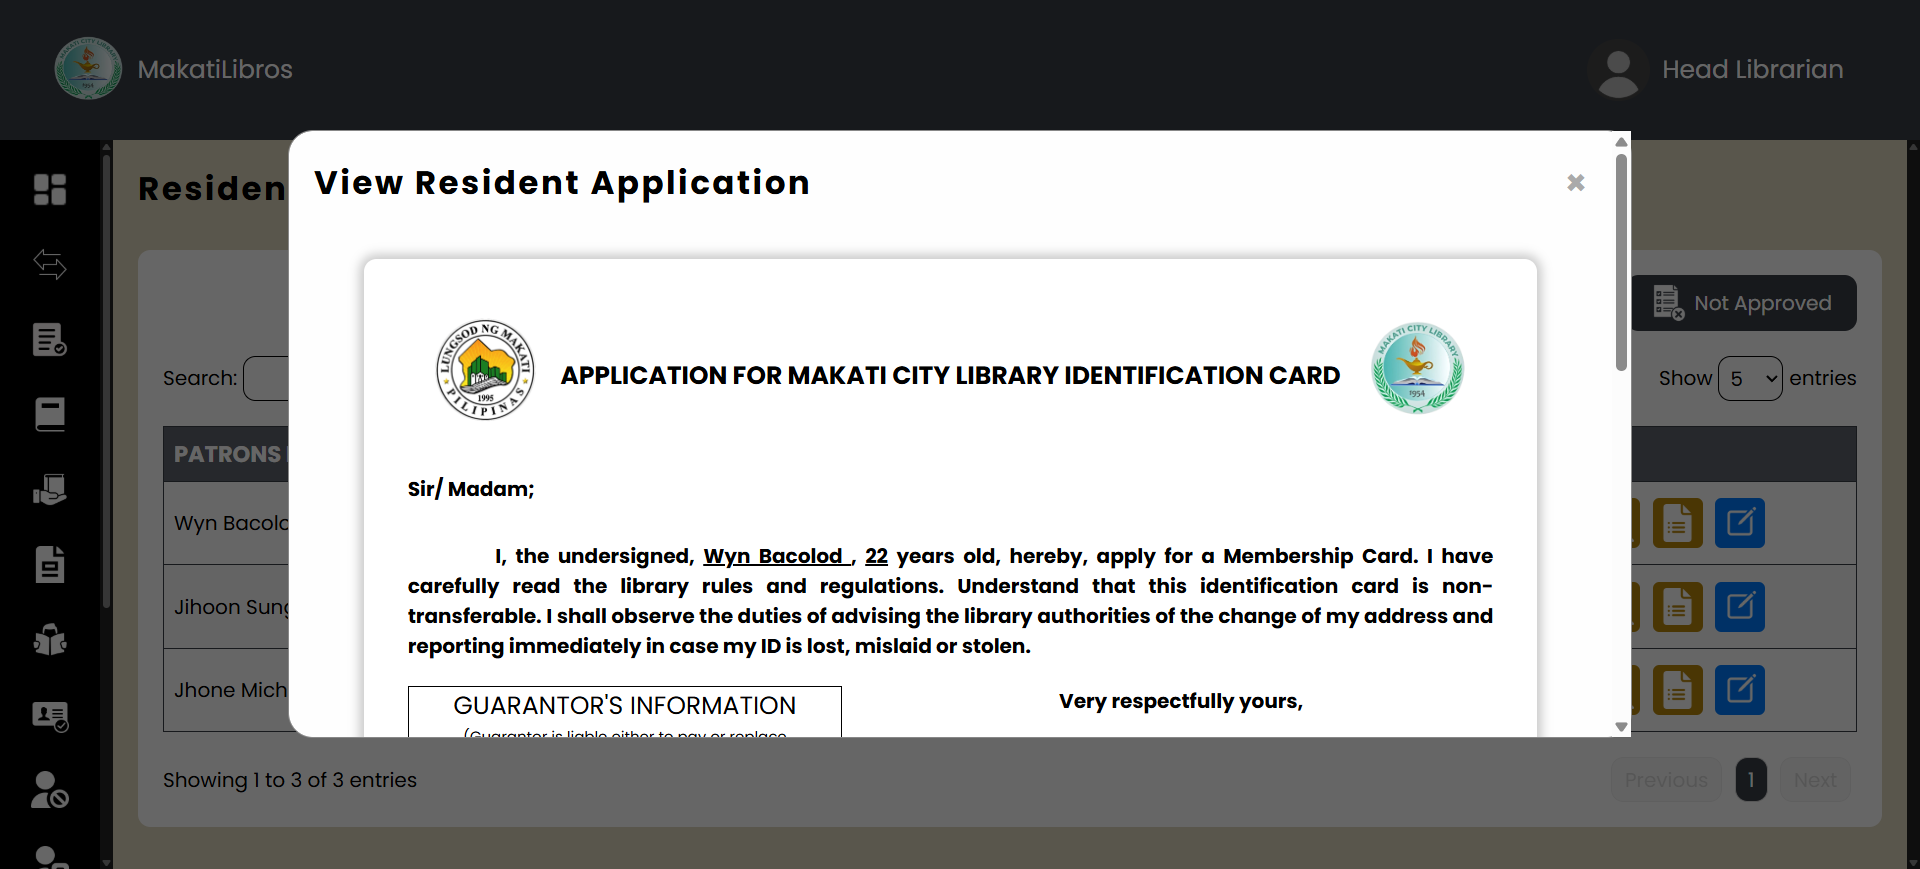 MakatiLibros
Head Librarian
Residen
View Resident Application
Not Approved
LUNGSOD NG MAKATI
1995
PILIPINAS
APPLICATION FOR MAKATI CITY LIBRARY IDENTIFICATION CARD
MAKATI CITY LIBRARY
1954
Search:
Show 5 entries
PATRONS
Sir/ Madam;
Wyn Bacolo
I, the undersigned, Wyn Bacolod , 22 years old, hereby, apply for a Membership Card. I have
carefully read the library rules and regulations. Understand that this identification card is non-
transferable. I shall observe the duties of advising the library authorities of the change of my address and
reporting immediately in case my ID is lost, mislaid or stolen.
Jihoon Sung
Jhone Mich
GUARANTOR'S INFORMATION
(Guarantor is liable either to pay or replace
Very respectfully yours,
Showing 1 to 3 of 3 entries
Previous 1 Next